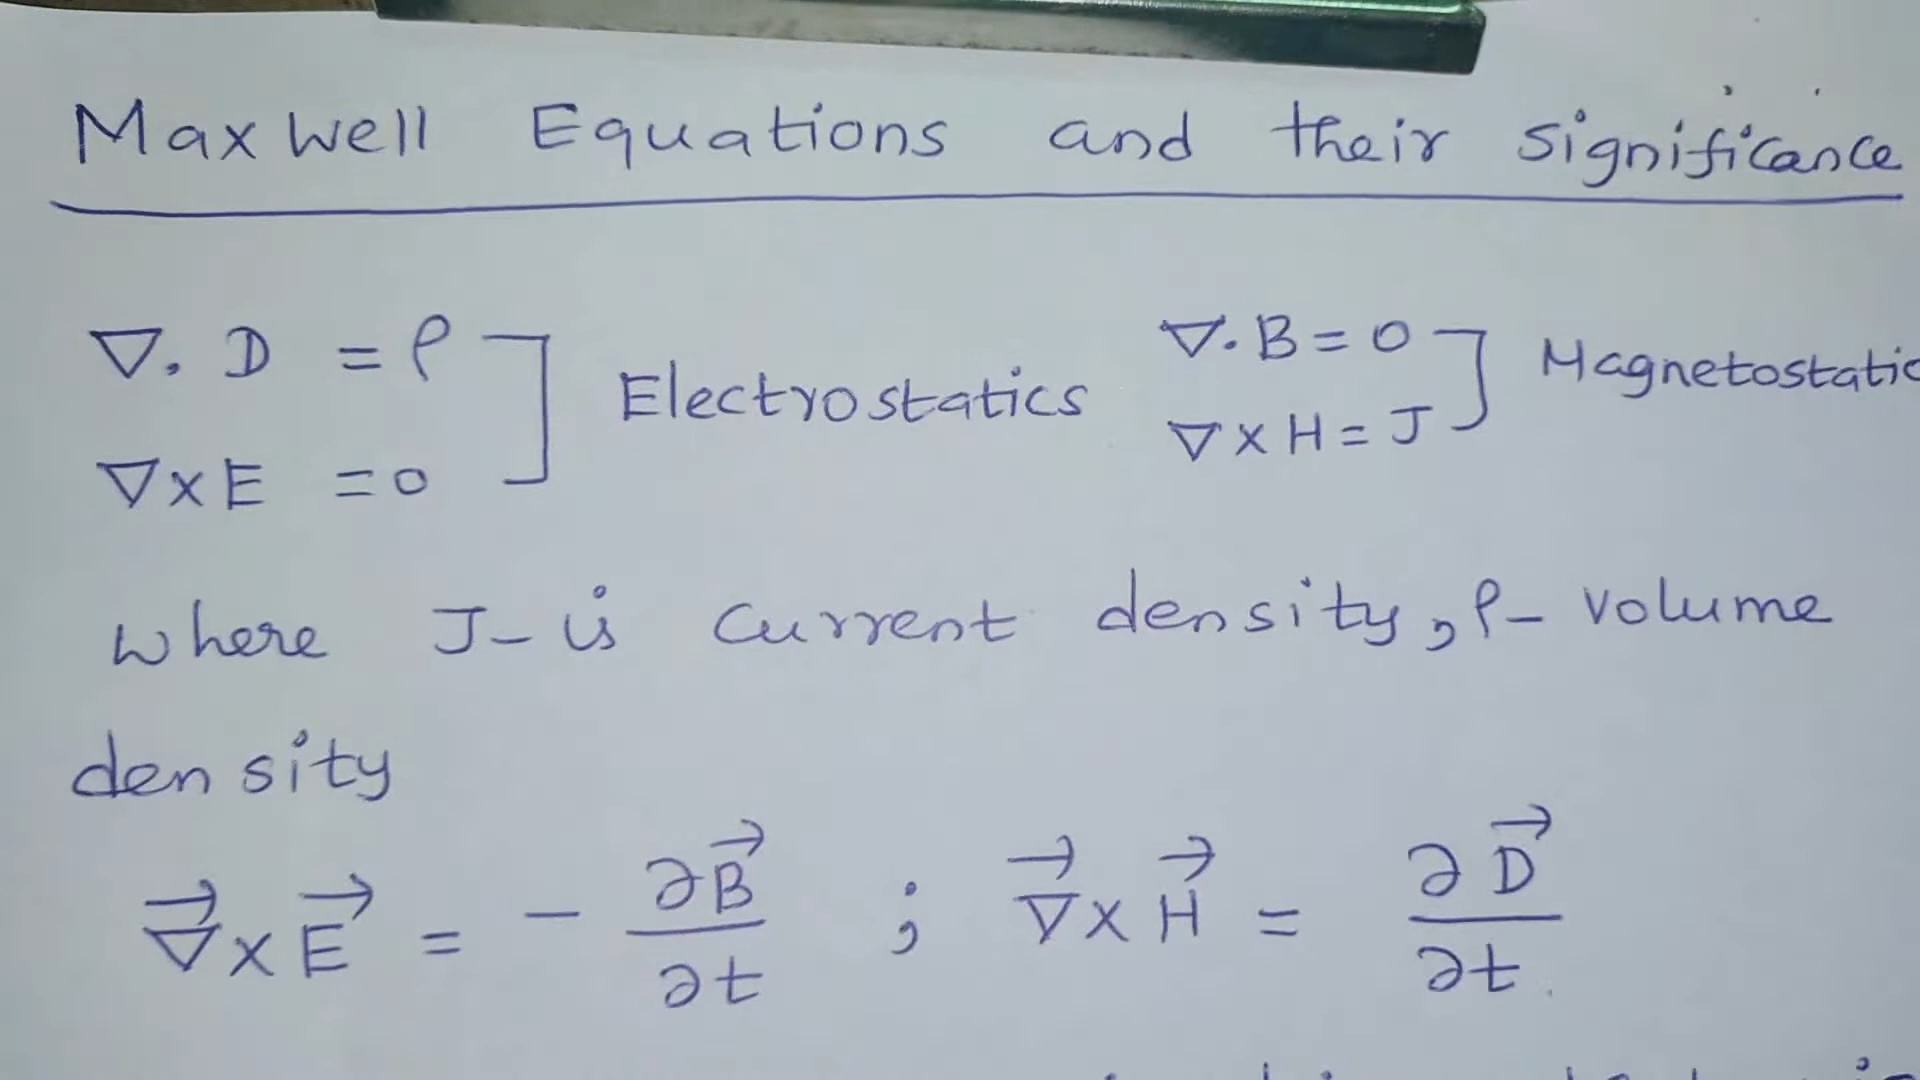 Maxwell Equations and their significance
∇. D = ρ
∇×E = 0
Electrostatics
∇.B=0
∇×H=J
Magnetostatic
where J- is current density, ρ- volume
density
∇⃗×E⃗ = - ∂B⃗/∂t ; ∇⃗×H⃗ = ∂D⃗/∂t